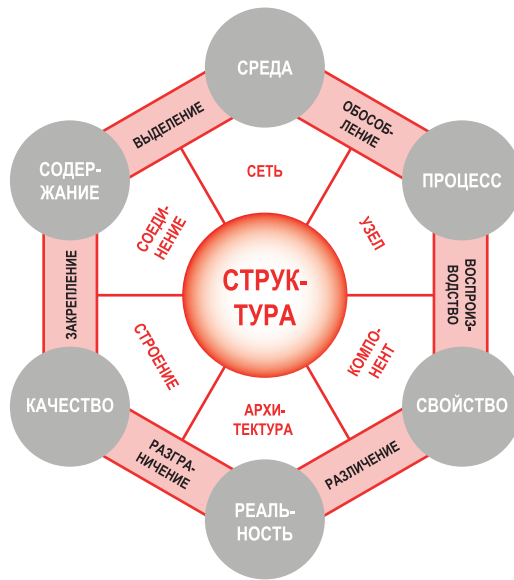 СРЕДА
ВЫДЕЛЕНИЕ
ОБОСОБ-
ЛЕНИЕ
СОДЕР-
ЖАНИЕ
СЕТЬ
ПРОЦЕСС
СОЕДИ-
НЕНИЕ
УЗЕЛ
ЗАКРЕПЛЕНИЕ
СТРУК-
ТУРА
ВОСПРОИЗ-
ВОДСТВО
СТРОЕНИЕ
КОМПО-
НЕНТ
КАЧЕСТВО
АРХИ-
ТЕКТУРА
СВОЙСТВО
РАЗГРА-
НИЧЕНИЕ
РАЗЛИЧЕНИЕ
РЕАЛЬ-
НОСТЬ